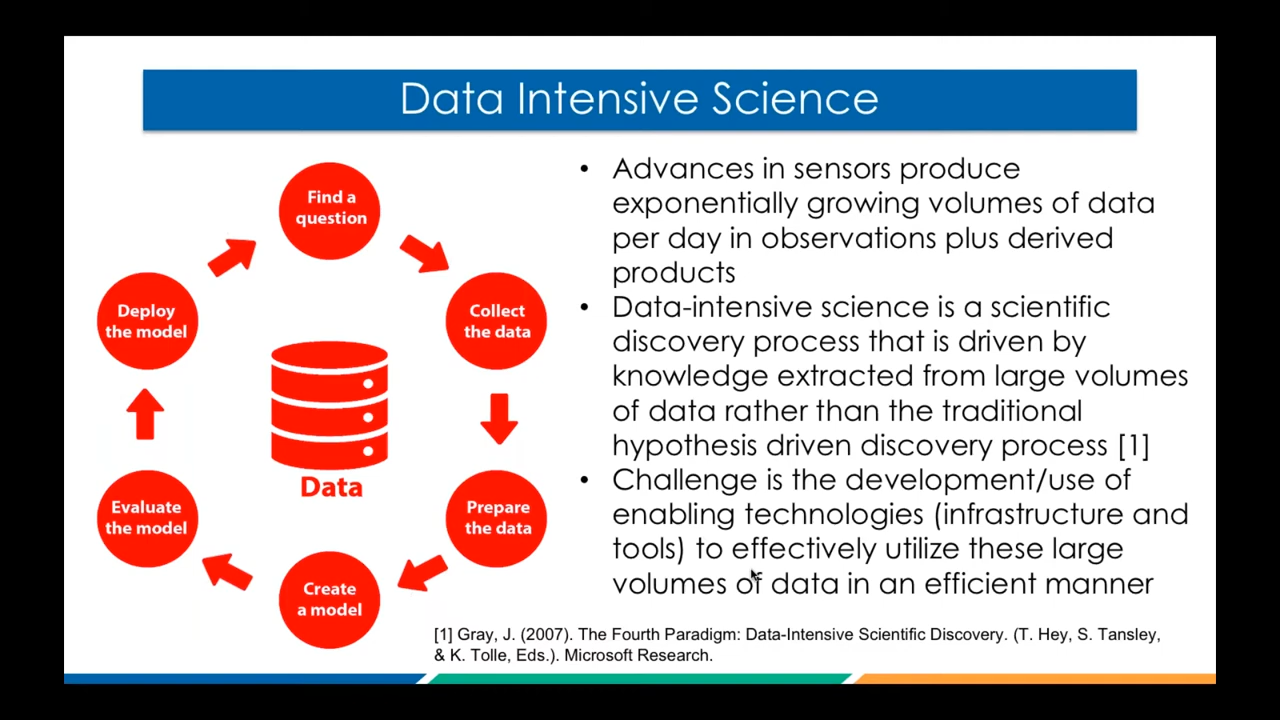 Data Intensive Science
Find a
question
Collect
the data
Prepare
the data
Create
a model
Evaluate
the model
Deploy
the model
Data
• Advances in sensors produce
exponentially growing volumes of data
per day in observations plus derived
products
• Data-intensive science is a scientific
discovery process that is driven by
knowledge extracted from large volumes
of data rather than the traditional
hypothesis driven discovery process [1]
• Challenge is the development/use of
enabling technologies (infrastructure and
tools) to effectively utilize these large
volumes of data in an efficient manner
[1] Gray, J. (2007). The Fourth Paradigm: Data-Intensive Scientific Discovery. (T. Hey, S. Tansley,
& K. Tolle, Eds.). Microsoft Research.